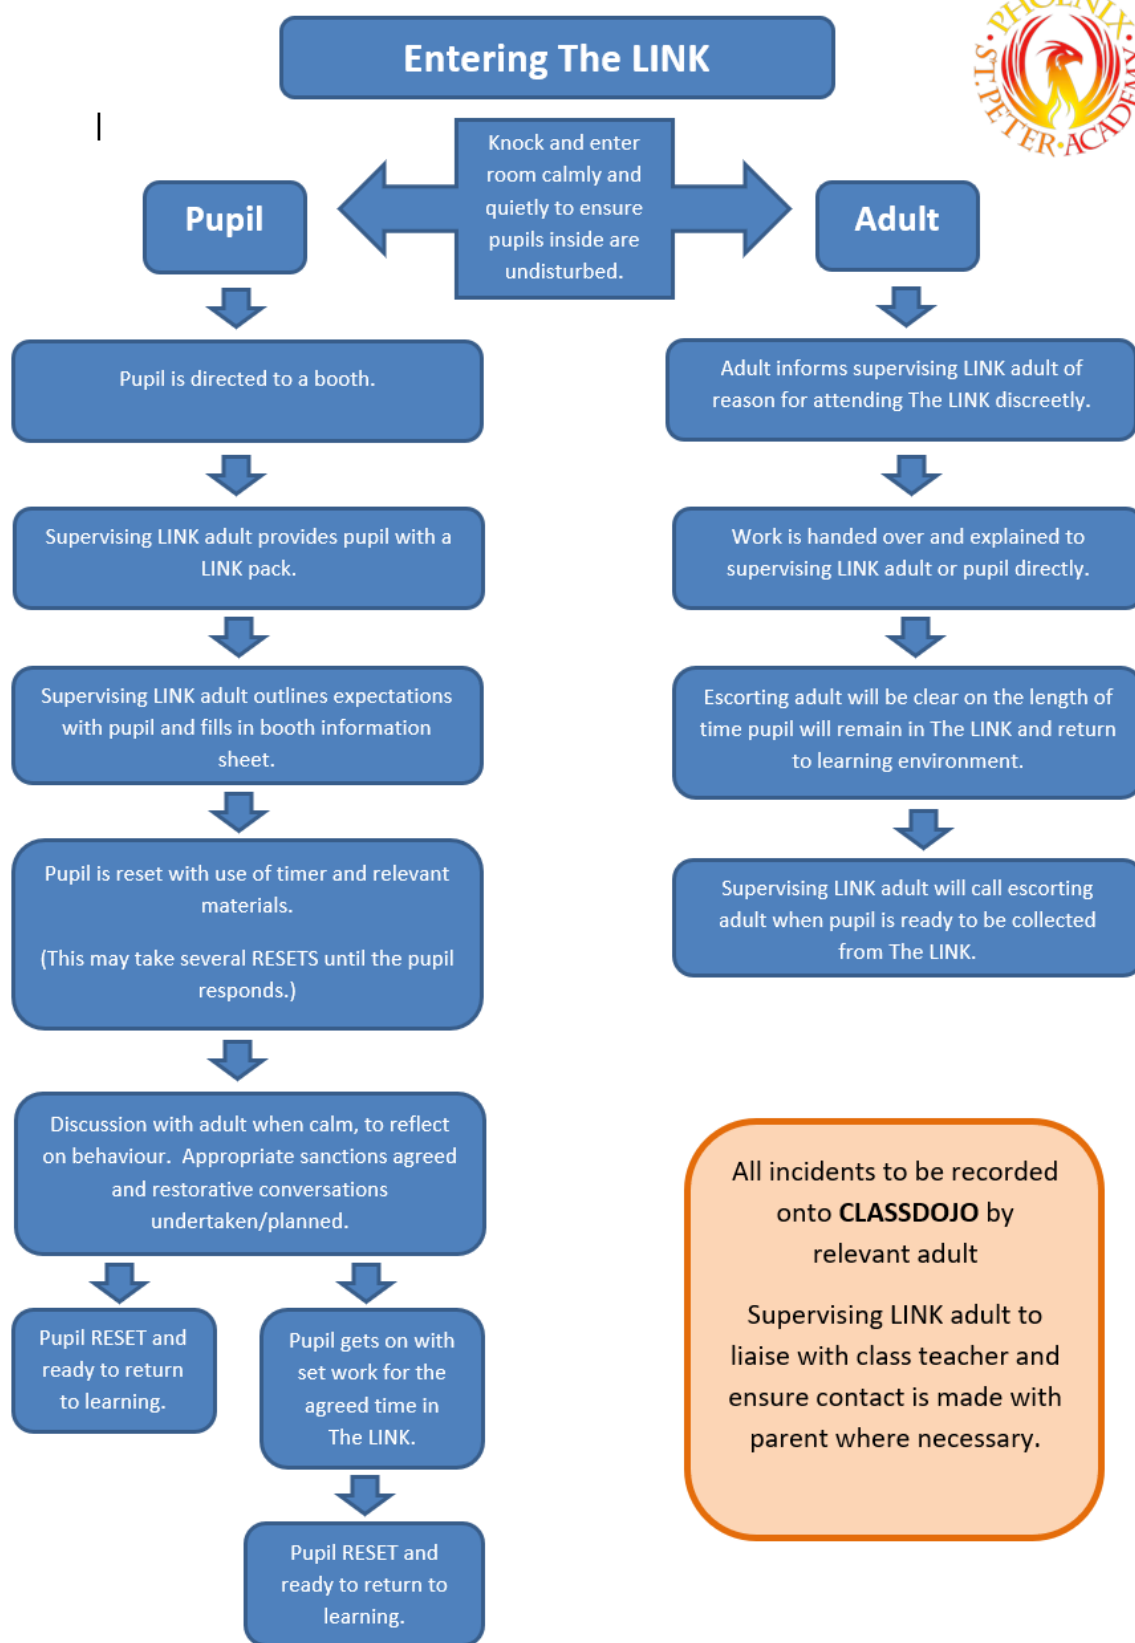 Entering The LINK
PHOENIX
ST. PETER • ACADEMY
Knock and enter
room calmly and
quietly to ensure
pupils inside are
undisturbed.
Pupil
Adult
Pupil is directed to a booth.
Supervising LINK adult provides pupil with a
LINK pack.
Supervising LINK adult outlines expectations
with pupil and fills in booth information
sheet.
Pupil is reset with use of timer and relevant
materials.
(This may take several RESETS until the pupil
responds.)
Discussion with adult when calm, to reflect
on behaviour.  Appropriate sanctions agreed
and restorative conversations
undertaken/planned.
Pupil RESET and
ready to return
to learning.
Pupil gets on with
set work for the
agreed time in
The LINK.
Pupil RESET and
ready to return to
learning.
Adult informs supervising LINK adult of
reason for attending The LINK discreetly.
Work is handed over and explained to
supervising LINK adult or pupil directly.
Escorting adult will be clear on the length of
time pupil will remain in The LINK and return
to learning environment.
Supervising LINK adult will call escorting
adult when pupil is ready to be collected
from The LINK.
All incidents to be recorded
onto CLASSDOJO by
relevant adult
Supervising LINK adult to
liaise with class teacher and
ensure contact is made with
parent where necessary.